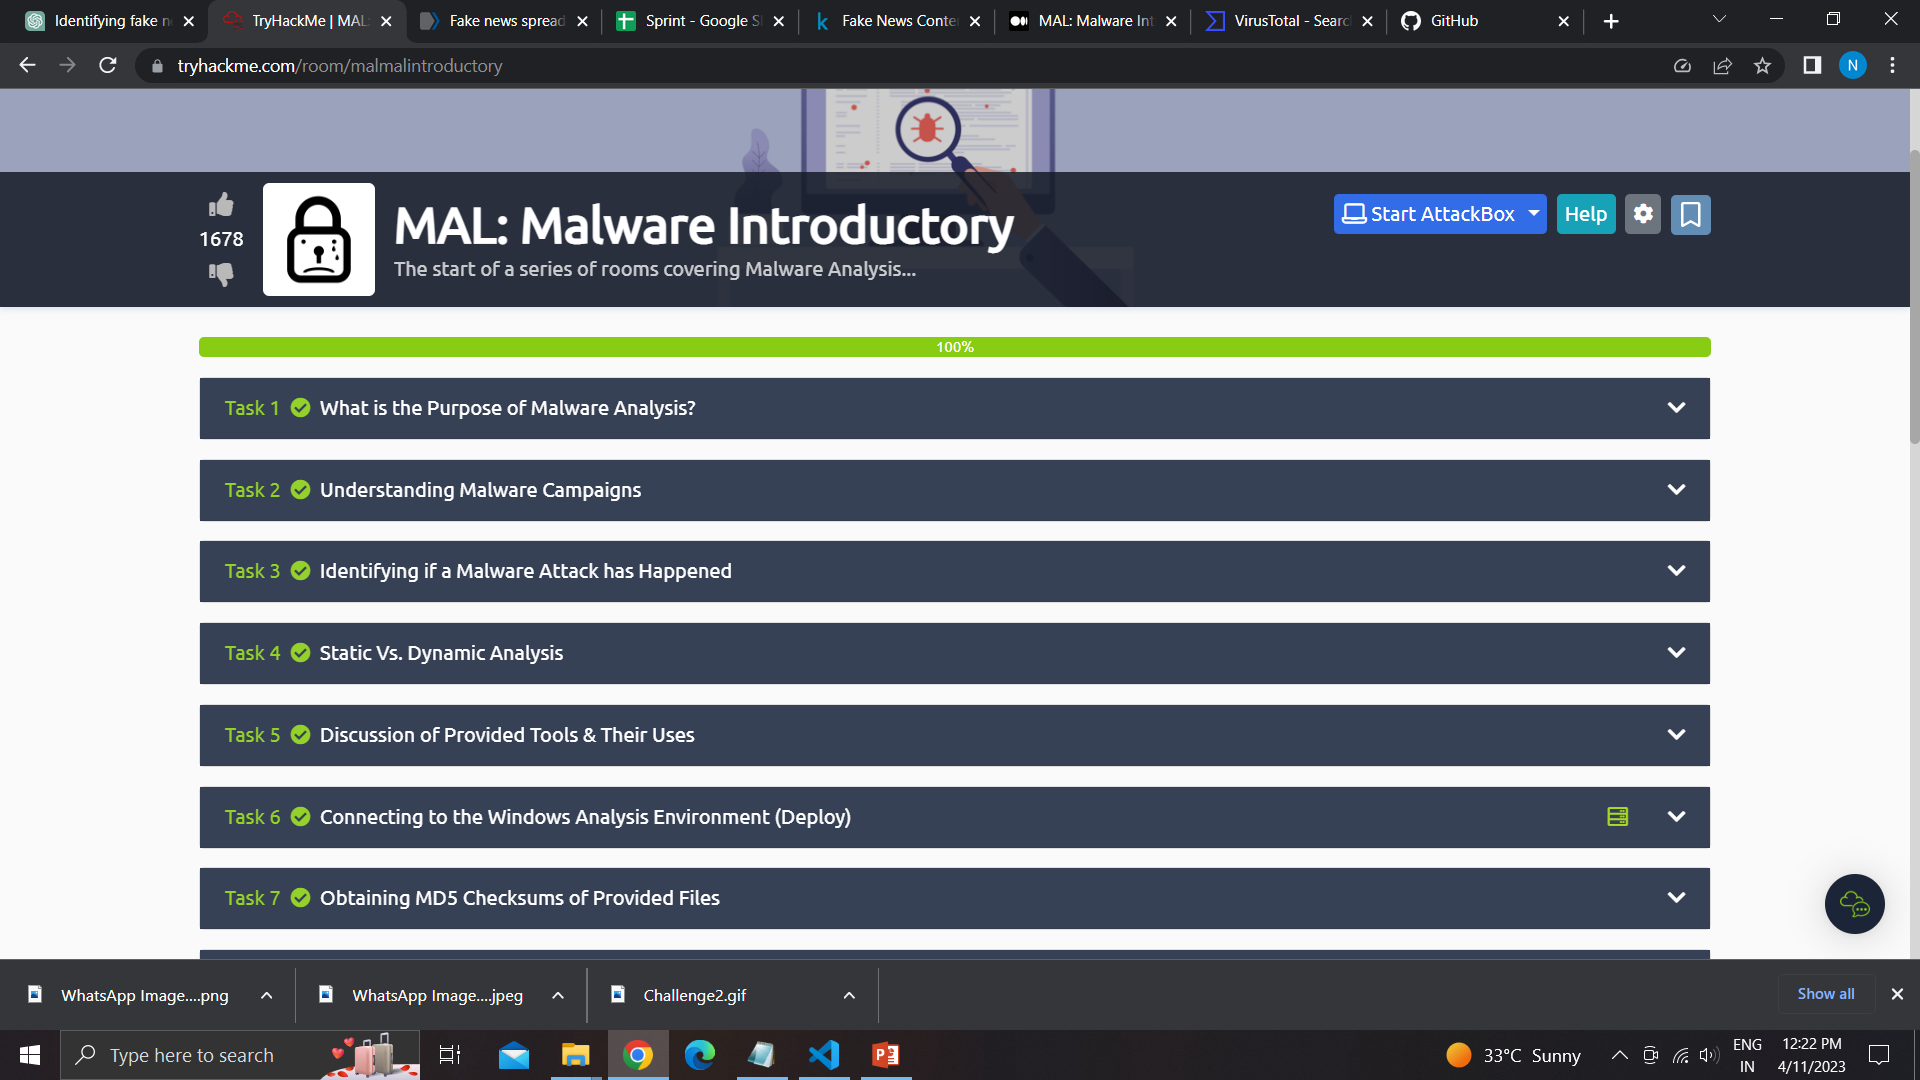 Identifying fake n
TryHackMe | MAL:
Fake news spread
Sprint - Google S
Fake News Conte
MAL: Malware Int
VirusTotal - Searc
GitHub
tryhackme.com/room/malmalintroductory
N
1678
MAL: Malware Introductory
The start of a series of rooms covering Malware Analysis...
Start AttackBox
Help
100%
Task 1 What is the Purpose of Malware Analysis?
Task 2 Understanding Malware Campaigns
Task 3 Identifying if a Malware Attack has Happened
Task 4 Static Vs. Dynamic Analysis
Task 5 Discussion of Provided Tools & Their Uses
Task 6 Connecting to the Windows Analysis Environment (Deploy)
Task 7 Obtaining MD5 Checksums of Provided Files
WhatsApp Image....png
WhatsApp Image....jpeg
Challenge2.gif
Show all
Type here to search
33°C Sunny
ENG
IN
12:22 PM
4/11/2023